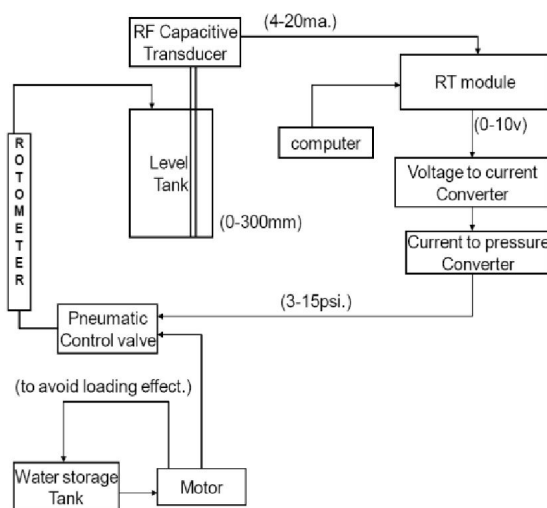 RF Capacitive
Transducer
(4-20ma.)
RT module
(0-10v)
computer
ROTOMETER
Level
Tank
(0-300mm)
Voltage to current
Converter
Current to pressure
Converter
(3-15psi.)
Pneumatic
Control valve
(to avoid loading effect.)
Water storage
Tank
Motor